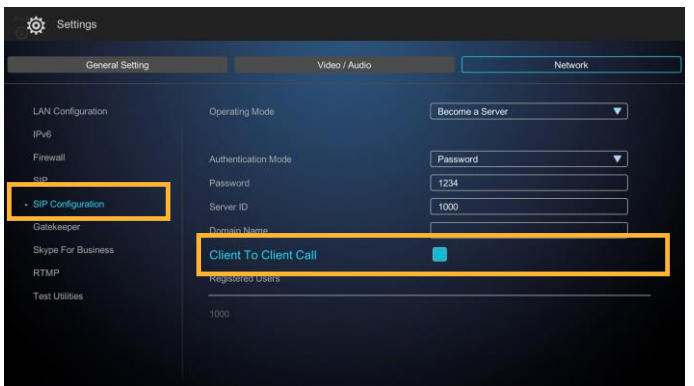 Settings
General Setting Video / Audio Network
LAN Configuration
IPv6
Firewall
SIP
SIP Configuration
Gatekeeper
Skype For Business
RTMP
Test Utilities
Operating Mode Become a Server
Authentication Mode Password
Password 1234
Server ID 1000
Domain Name
Client To Client Call
Registered Users
1000